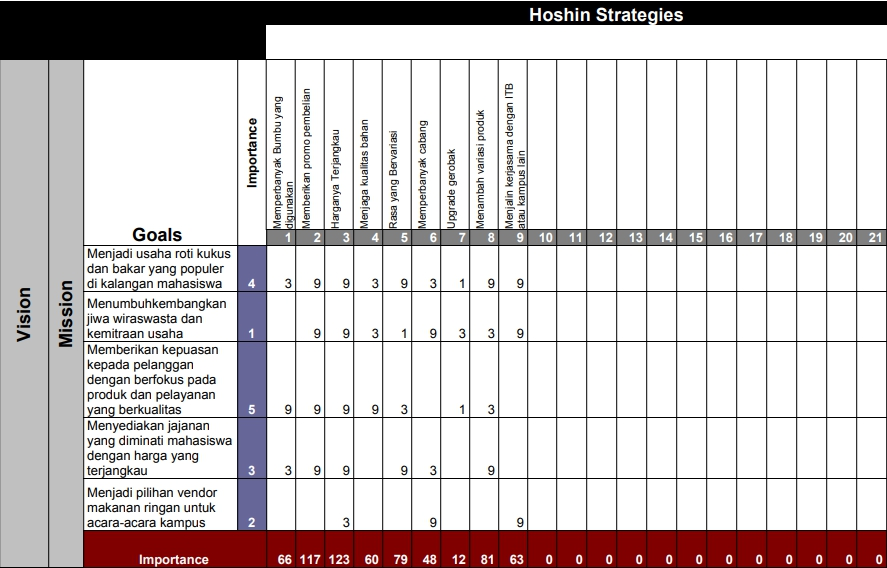 Hoshin Strategies
Vision
Mission
Goals
Importance
Memperbanyak Bumbu yang
digunakan
Memberikan promo pembelian
Harganya Terjangkau
Menjaga kualitas bahan
Rasa yang Bervariasi
Memperbanyak cabang
Upgrade gerobak
Menambah variasi produk
Menjalin kerjasama dengan ITB
atau kampus lain
1 2 3 4 5 6 7 8 9 10 11 12 13 14 15 16 17 18 19 20 21
Menjadi usaha roti kukus
dan bakar yang populer
di kalangan mahasiswa 4 3 9 9 3 9 3 1 9 9
Menumbuhkembangkan
jiwa wiraswasta dan
kemitraan usaha 1 9 9 3 1 9 3 3 9
Memberikan kepuasan
kepada pelanggan
dengan berfokus pada
produk dan pelayanan
yang berkualitas 5 9 9 9 9 3 1 3
Menyediakan jajanan
yang diminati mahasiswa
dengan harga yang
terjangkau 3 3 9 9 9 3 9
Menjadi pilihan vendor
makanan ringan untuk
acara-acara kampus 2 3 9 9
Importance 66 117 123 60 79 48 12 81 63 0 0 0 0 0 0 0 0 0 0 0 0